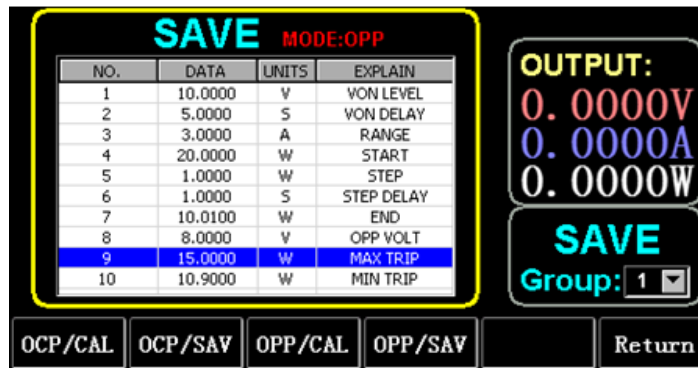 SAVE MODE:OPP
NO. DATA UNITS EXPLAIN
1 10.0000 V VON LEVEL
2 5.0000 S VON DELAY
3 3.0000 A RANGE
4 20.0000 W START
5 1.0000 W STEP
6 1.0000 S STEP DELAY
7 10.0100 W END
8 8.0000 V OPP VOLT
9 15.0000 W MAX TRIP
10 10.9000 W MIN TRIP
OUTPUT:
0.0000V
0.0000A
0.0000W
SAVE
Group: 1
OCP/CAL OCP/SAV OPP/CAL OPP/SAV Return